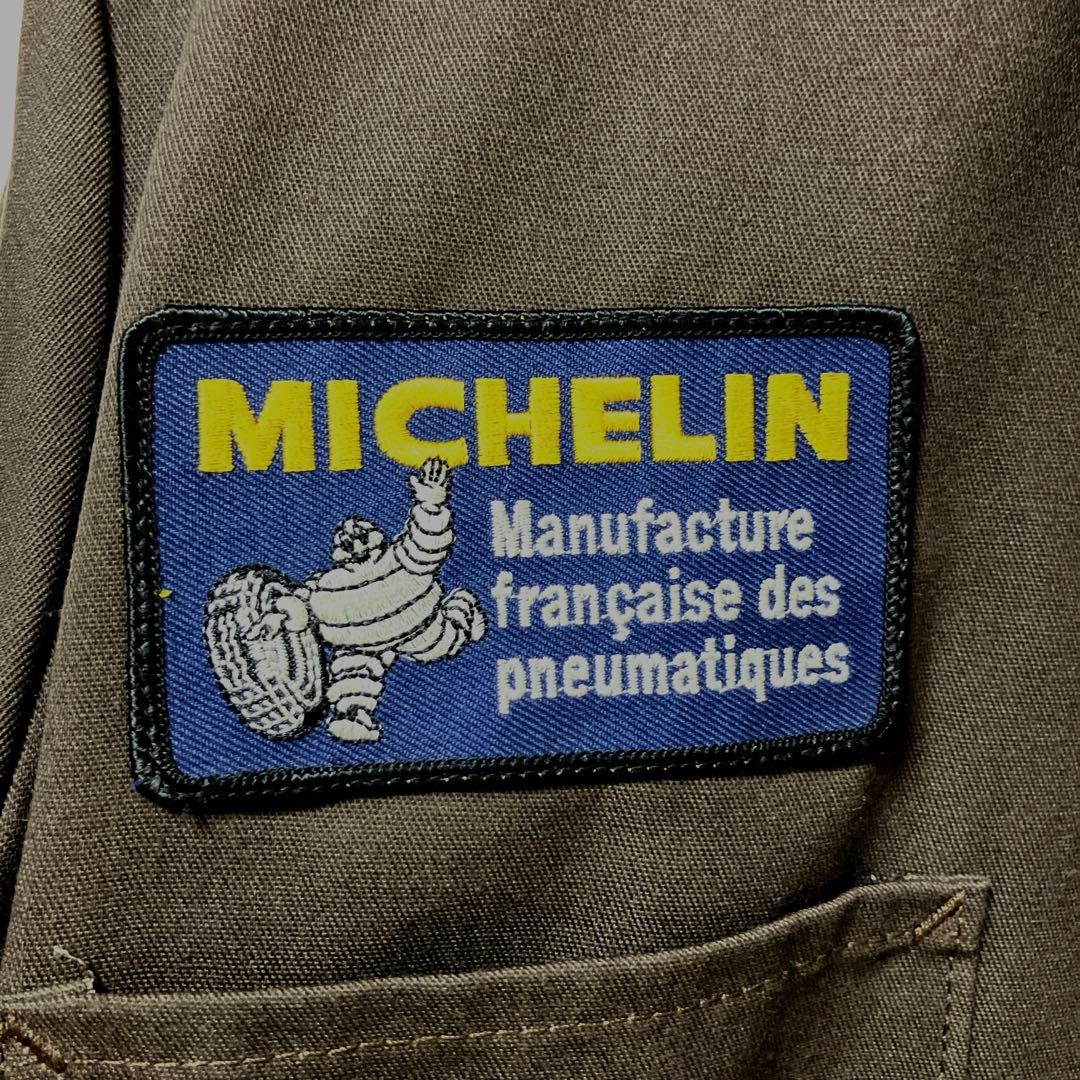 MICHELIN
Manufacture
française des
pneumatiques